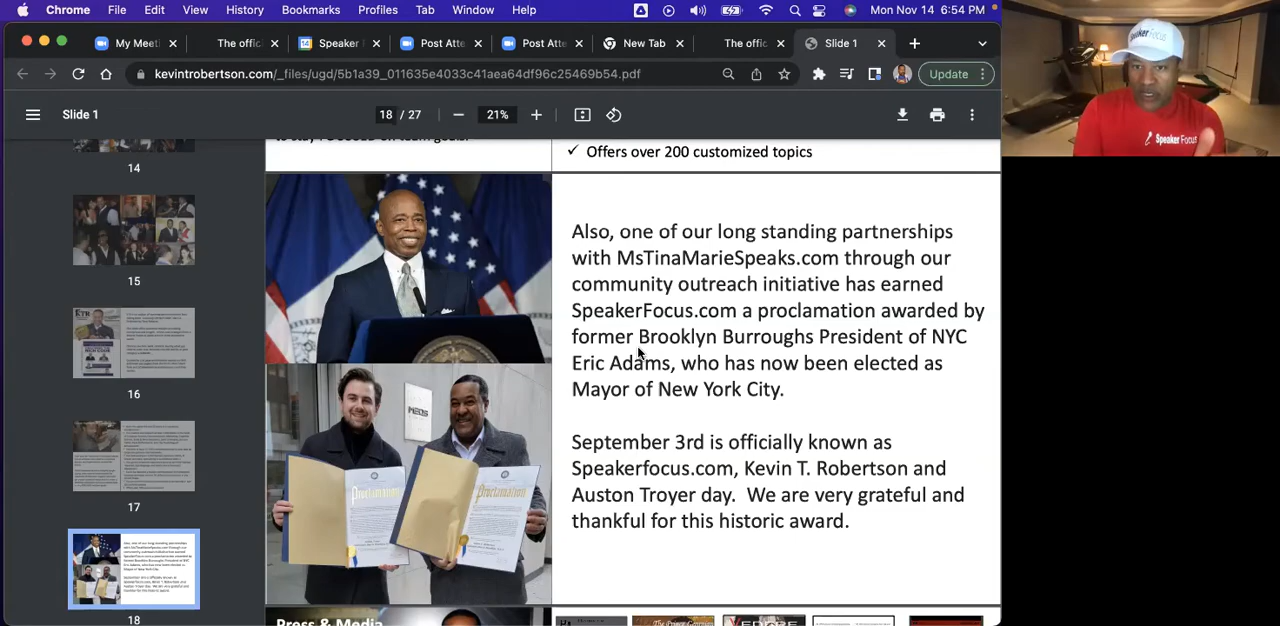 Chrome File Edit View History Bookmarks Profiles Tab Window Help Mon Nov 14 6:54 PM
My Meeti The offic Speaker Post Atte Post Atte New Tab The offic Slide 1
kevintrobertson.com/_files/ugd/5b1a39_011635e4033c41aea64df96c25469b54.pdf Update
Slide 1 18 / 27 21%
14
15
16
17
18
Offers over 200 customized topics
Also, one of our long standing partnerships
with MsTinaMarieSpeaks.com through our
community outreach initiative has earned
SpeakerFocus.com a proclamation awarded by
former Brooklyn Burroughs President of NYC
Eric Adams, who has now been elected as
Mayor of New York City.
September 3rd is officially known as
Speakerfocus.com, Kevin T. Robertson and
Auston Troyer day. We are very grateful and
thankful for this historic award.
MEDS
Proclamation
Proclamation
Press & Media
Speaker Focus
Speaker Focus